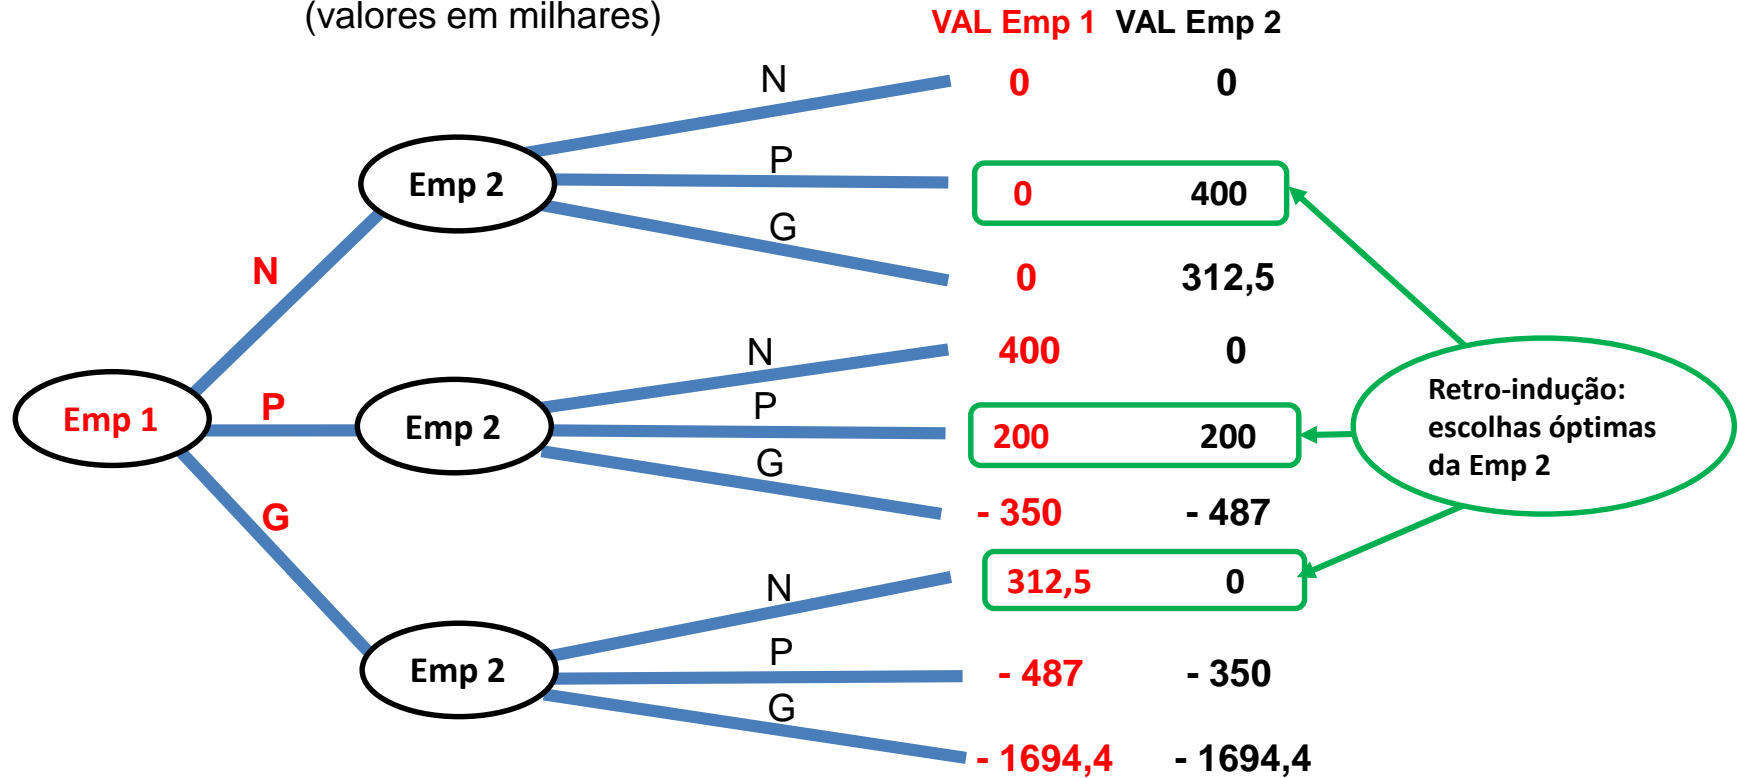 (valores em milhares)
VAL Emp 1 VAL Emp 2
N 0 0
Emp 2 P 0 400
G 0 312,5
N
N 400 0
Emp 1 P Emp 2 P 200 200
G - 350 - 487
G
N 312,5 0
Emp 2 P - 487 - 350
G - 1694,4 - 1694,4
Retro-indução:
escolhas óptimas
da Emp 2